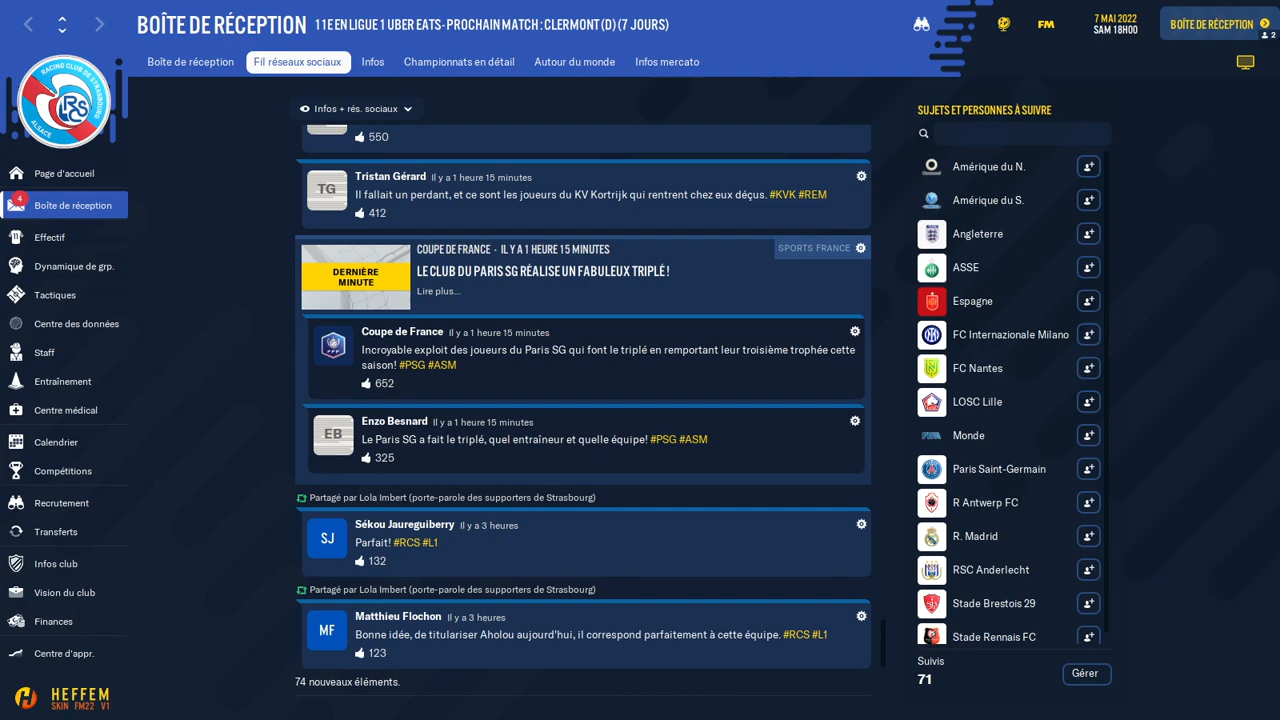 BOÎTE DE RÉCEPTION
11E EN LIGUE 1 UBER EATS - PROCHAIN MATCH : CLERMONT (D) (7 JOURS)
FM
7 MAI 2022
SAM 18H00
BOÎTE DE RÉCEPTION
2
Boîte de réception
Fil réseaux sociaux
Infos
Championnats en détail
Autour du monde
Infos mercato
RACING CLUB DE STRASBOURG
RCS
ALSACE
Page d'accueil
4
Boîte de réception
Effectif
Dynamique de grp.
Tactiques
Centre des données
Staff
Entraînement
Centre médical
Calendrier
Compétitions
Recrutement
Transferts
Infos club
Vision du club
Finances
Centre d'appr.
HEFFEM
SKIN FM22 V1
Infos + rés. sociaux
550
TG
Tristan Gérard Il y a 1 heure 15 minutes
Il fallait un perdant, et ce sont les joueurs du KV Kortrijk qui rentrent chez eux déçus. #KVK #REM
412
DERNIÈRE
MINUTE
COUPE DE FRANCE - IL Y A 1 HEURE 15 MINUTES
SPORTS FRANCE
LE CLUB DU PARIS SG RÉALISE UN FABULEUX TRIPLÉ !
Lire plus...
FFF
Coupe de France Il y a 1 heure 15 minutes
Incroyable exploit des joueurs du Paris SG qui font le triplé en remportant leur troisième trophée cette
saison! #PSG #ASM
652
EB
Enzo Besnard Il y a 1 heure 15 minutes
Le Paris SG a fait le triplé, quel entraîneur et quelle équipe! #PSG #ASM
325
Partagé par Lola Imbert (porte-parole des supporters de Strasbourg)
SJ
Sékou Jaureguiberry Il y a 3 heures
Parfait! #RCS #L1
132
Partagé par Lola Imbert (porte-parole des supporters de Strasbourg)
MF
Matthieu Flochon Il y a 3 heures
Bonne idée, de titulariser Aholou aujourd'hui, il correspond parfaitement à cette équipe. #RCS #L1
123
74 nouveaux éléments.
SUJETS ET PERSONNES À SUIVRE
Amérique du N.
Amérique du S.
Angleterre
ASSE
Espagne
FC Internazionale Milano
FC Nantes
LOSC Lille
FIFA
Monde
Paris Saint-Germain
R Antwerp FC
R. Madrid
RSC Anderlecht
Stade Brestois 29
Stade Rennais FC
Suivis
71
Gérer